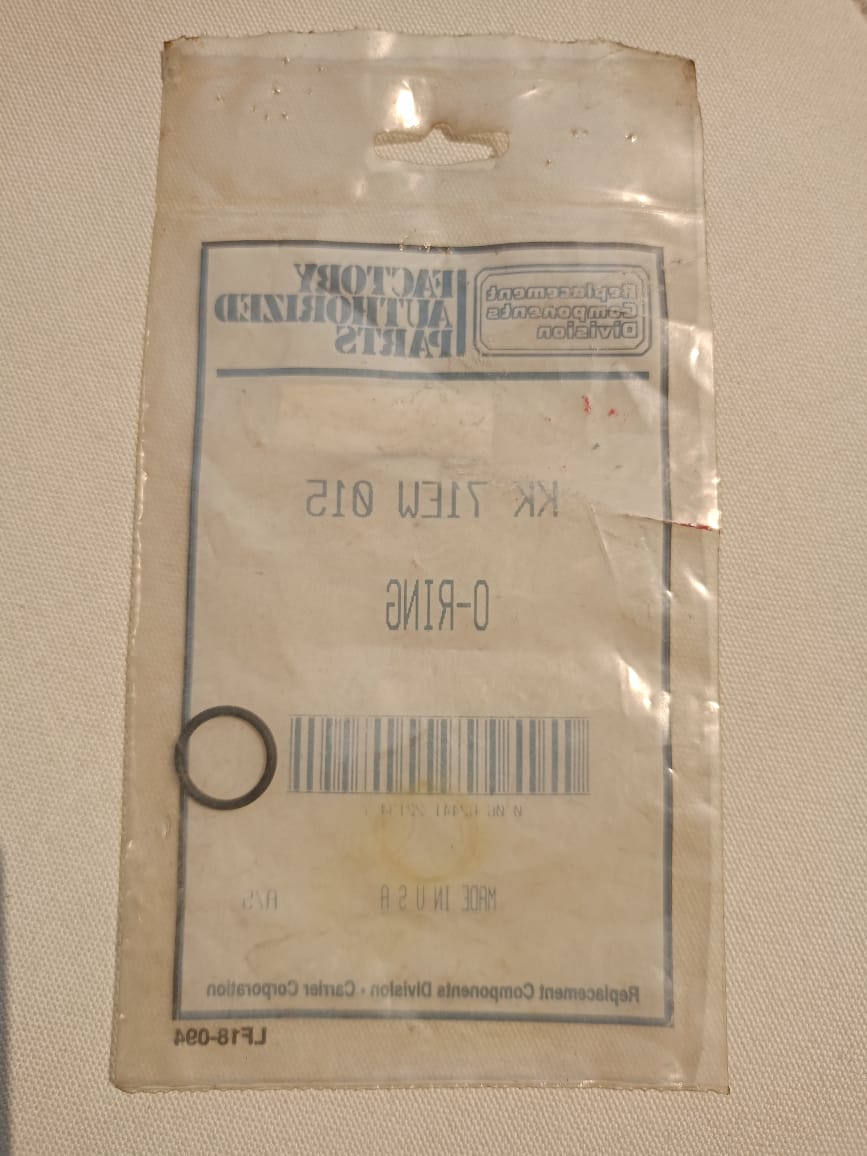 Replacement
Components
Division
FACTORY
AUTHORIZED
PARTS
KK 71EW 015
O-RING
MADE IN U S A
A/5
Replacement Components Division • Carrier Corporation
LF18-094